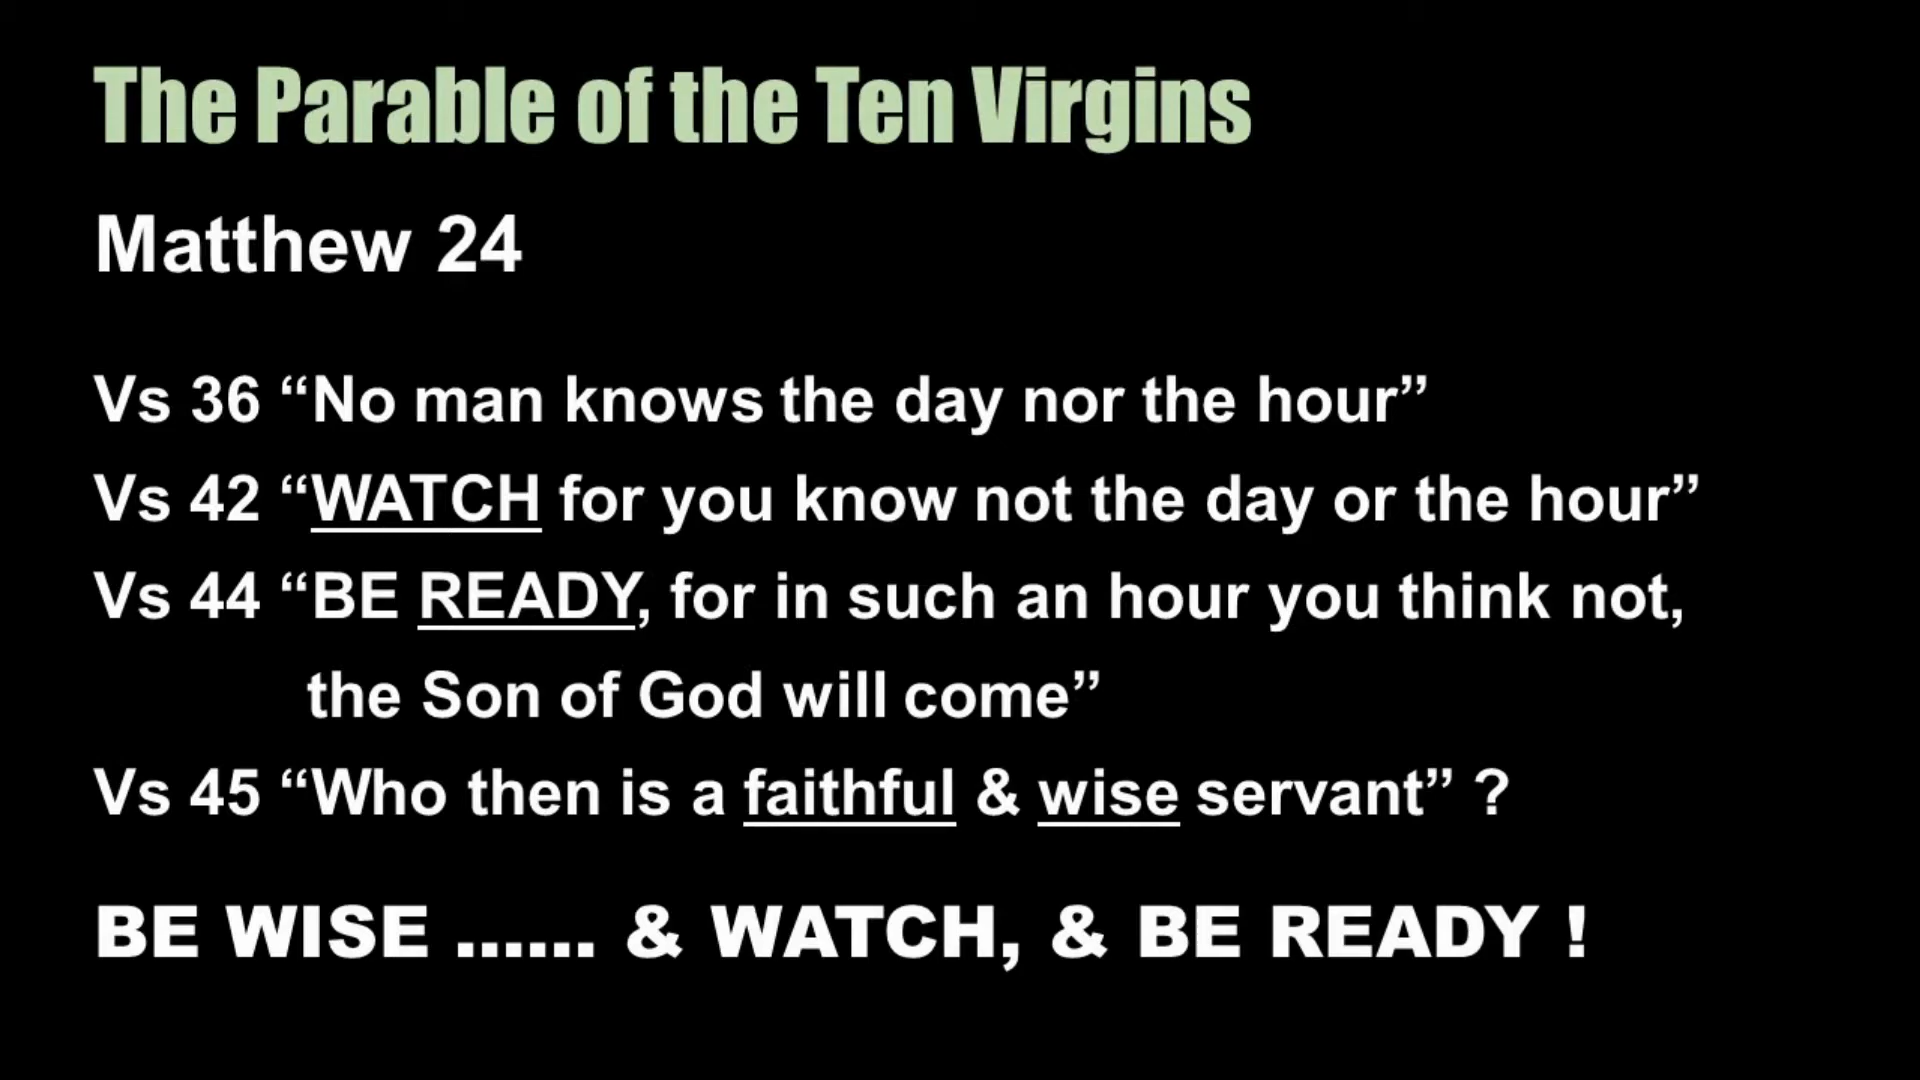 The Parable of the Ten Virgins
Matthew 24
Vs 36 “No man knows the day nor the hour”
Vs 42 “WATCH for you know not the day or the hour”
Vs 44 “BE READY, for in such an hour you think not,
the Son of God will come”
Vs 45 “Who then is a faithful & wise servant” ?
BE WISE ...... & WATCH, & BE READY !